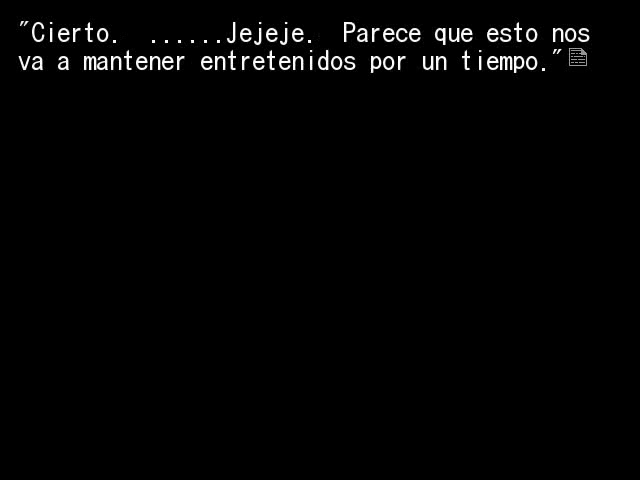 "Cierto.  ......Jejeje.  Parece que esto nos
va a mantener entretenidos por un tiempo."